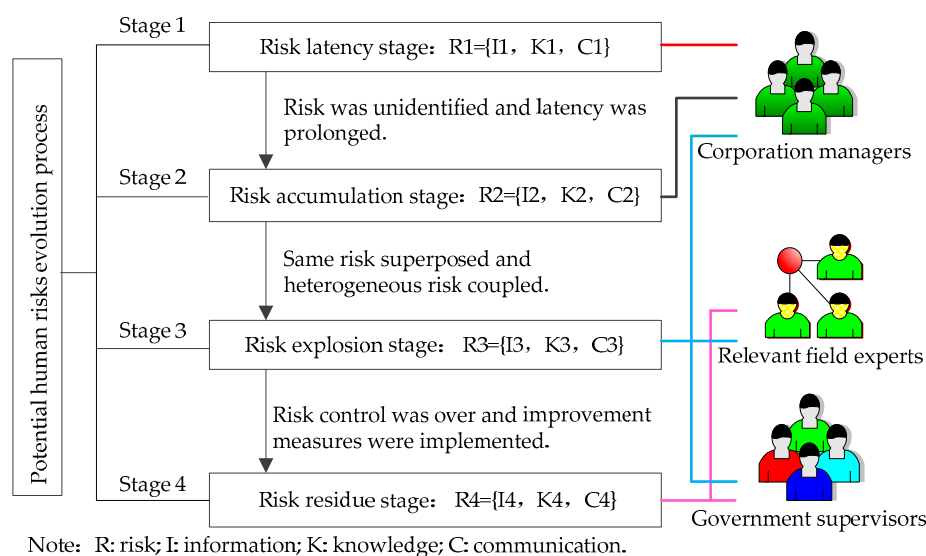 Potential human risks evolution process
Stage 1
Risk latency stage: R1={I1, K1, C1}
Risk was unidentified and latency was
prolonged.
Stage 2
Risk accumulation stage: R2={I2, K2, C2}
Same risk superposed and
heterogeneous risk coupled.
Stage 3
Risk explosion stage: R3={I3, K3, C3}
Risk control was over and improvement
measures were implemented.
Stage 4
Risk residue stage: R4={I4, K4, C4}
Corporation managers
Relevant field experts
Government supervisors
Note: R: risk; I: information; K: knowledge; C: communication.